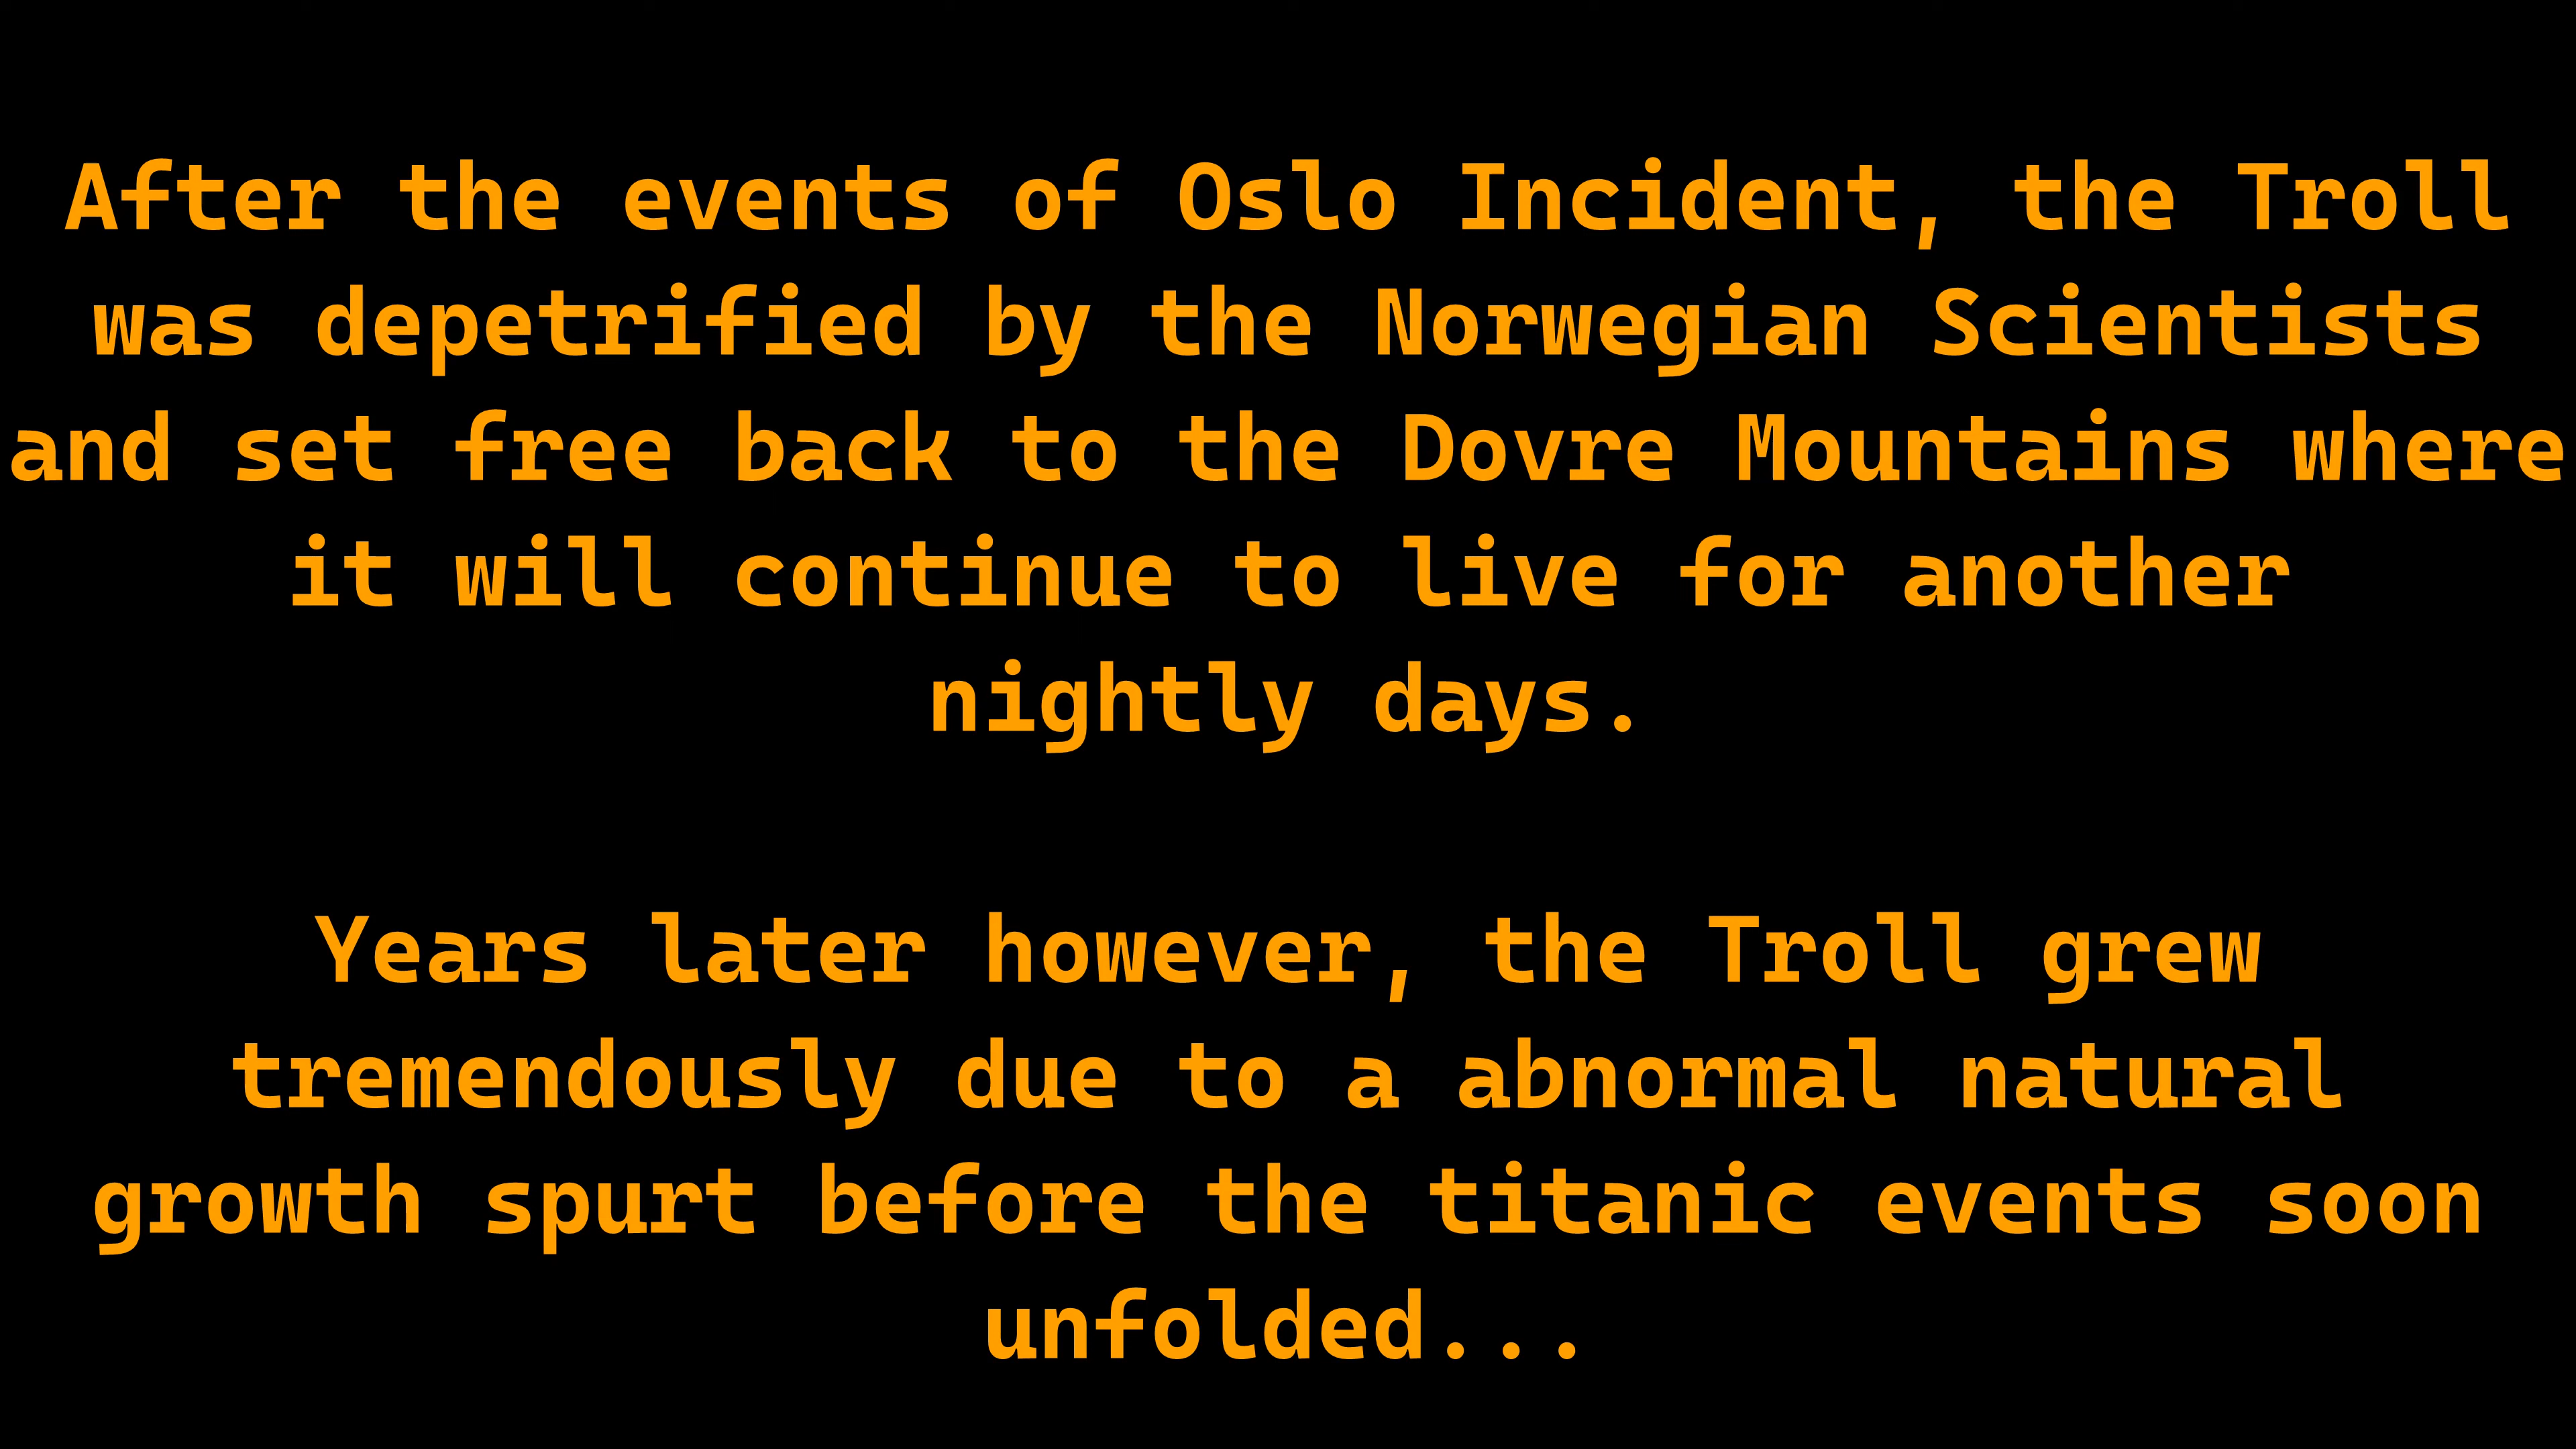 After the events of Oslo Incident, the Troll
was depetrified by the Norwegian Scientists
and set free back to the Dovre Mountains where
it will continue to live for another
nightly days.
Years later however, the Troll grew
tremendously due to a abnormal natural
growth spurt before the titanic events soon
unfolded...